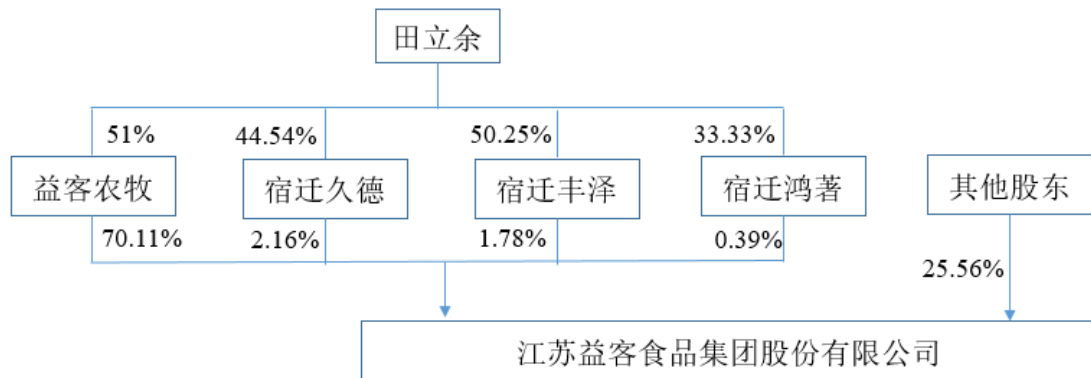 田立余
51% 44.54% 50.25% 33.33%
益客农牧 宿迁久德 宿迁丰泽 宿迁鸿著 其他股东
70.11% 2.16% 1.78% 0.39%
25.56%
江苏益客食品集团股份有限公司